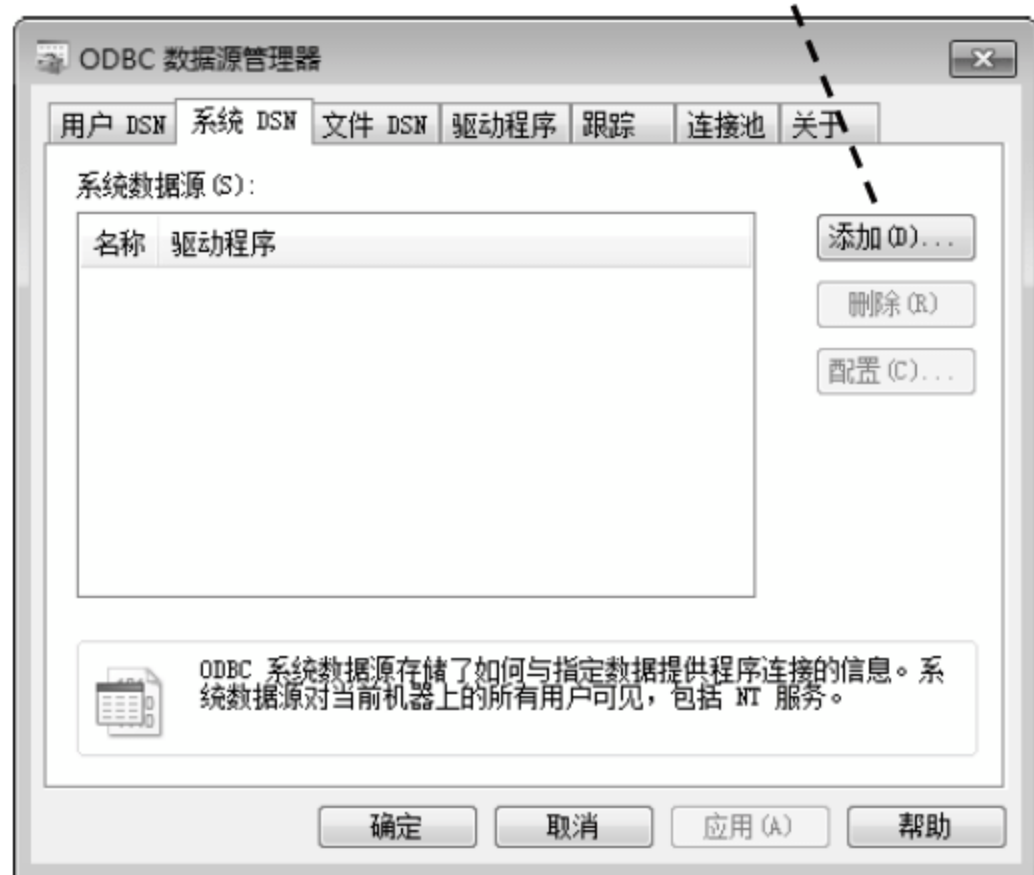 ODBC 数据源管理器
用户 DSN 系统 DSN 文件 DSN 驱动程序 跟踪 连接池 关于
系统数据源(S):
名称 驱动程序
添加(D)...
删除(R)
配置(C)...
ODBC 系统数据源存储了如何与指定数据提供程序连接的信息。系
统数据源对当前机器上的所有用户可见，包括 NT 服务。
确定 取消 应用(A) 帮助